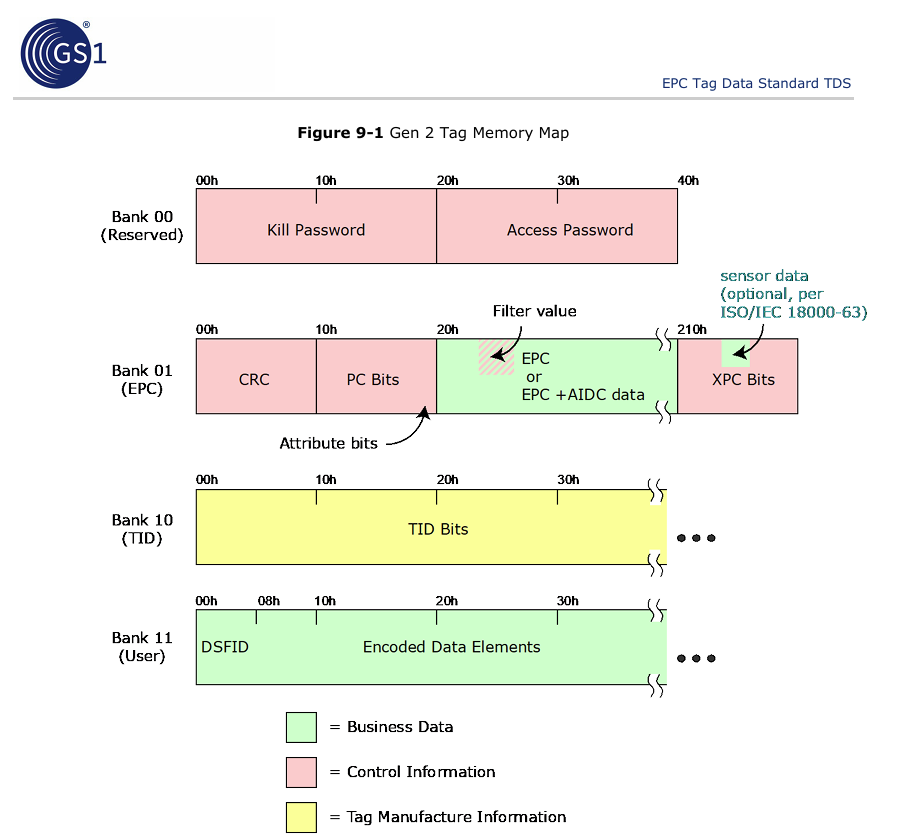 GS1®
EPC Tag Data Standard TDS
Figure 9-1 Gen 2 Tag Memory Map
00h 10h 20h 30h 40h
Bank 00
(Reserved)
Kill Password
Access Password
sensor data
(optional, per
ISO/IEC 18000-63)
Filter value
00h 10h 20h 210h
Bank 01
(EPC)
CRC
PC Bits
EPC
or
EPC +AIDC data
XPC Bits
Attribute bits
00h 10h 20h 30h
Bank 10
(TID)
TID Bits
00h 08h 10h 20h 30h
Bank 11
(User)
DSFID
Encoded Data Elements
= Business Data
= Control Information
= Tag Manufacture Information